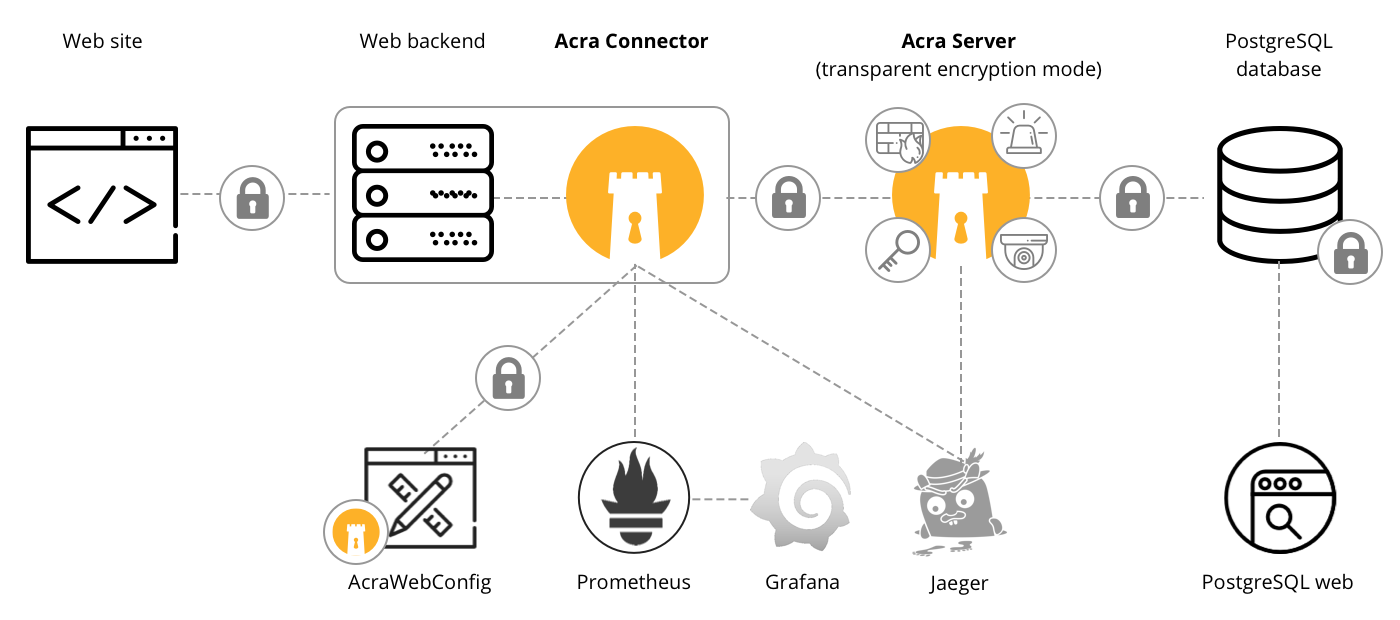 Web site
Web backend
Acra Connector
Acra Server
(transparent encryption mode)
PostgreSQL
database
AcraWebConfig
Prometheus
Grafana
Jaeger
PostgreSQL web